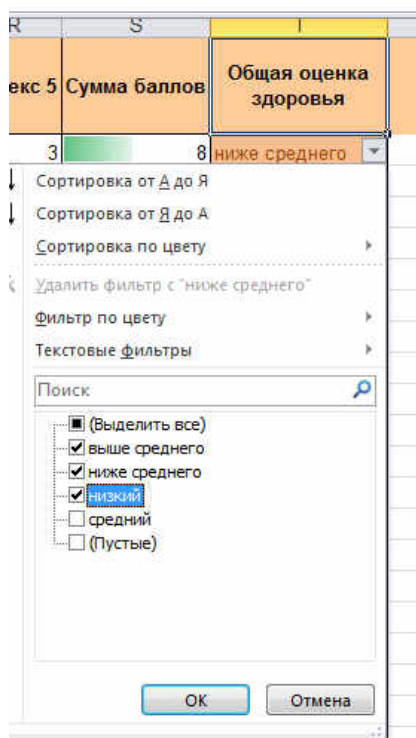 R S T
екс 5 Сумма баллов Общая оценка здоровья
3 8 ниже среднего
Сортировка от А до Я
Сортировка от Я до А
Сортировка по цвету
Удалить фильтр с "ниже среднего"
Фильтр по цвету
Текстовые фильтры
Поиск
(Выделить все)
выше среднего
ниже среднего
низкий
средний
(Пустые)
ОК Отмена